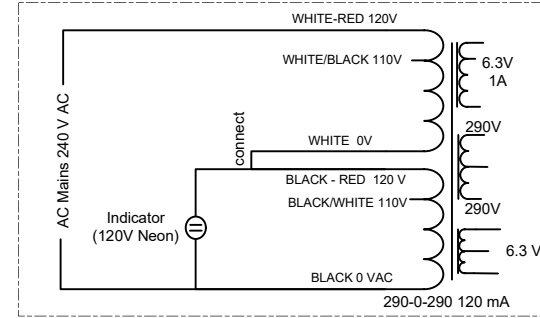 WHITE-RED 120V
WHITE/BLACK 110V
6.3V
1A
AC Mains 240 V AC
connect
WHITE 0V
290V
BLACK - RED 120 V
BLACK/WHITE 110V
290V
Indicator
(120V Neon)
6.3 V
BLACK 0 VAC
290-0-290 120 mA